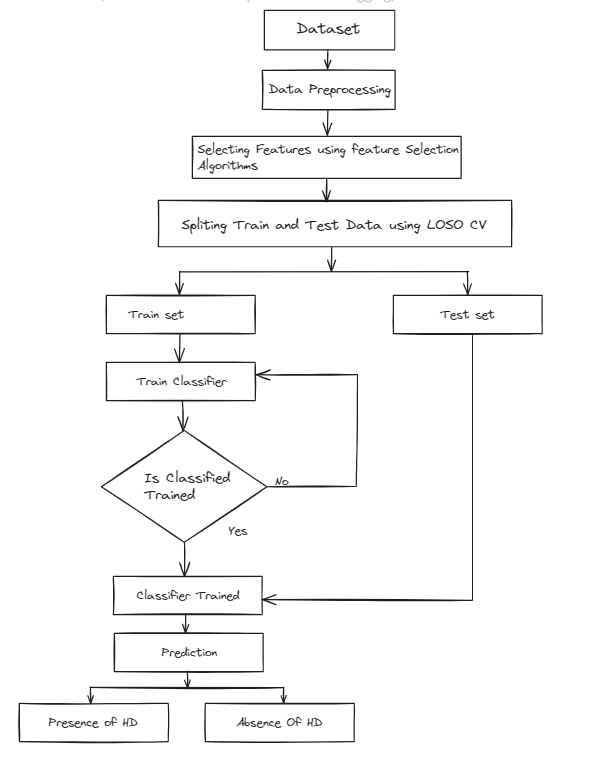 Dataset
Data Preprocessing
Selecting Features using feature Selection
Algorithms
Spliting Train and Test Data using LOSO CV
Train set
Test set
Train Classifier
Is Classified
Trained
No
Yes
Classifier Trained
Prediction
Presence of HD
Absence Of HD